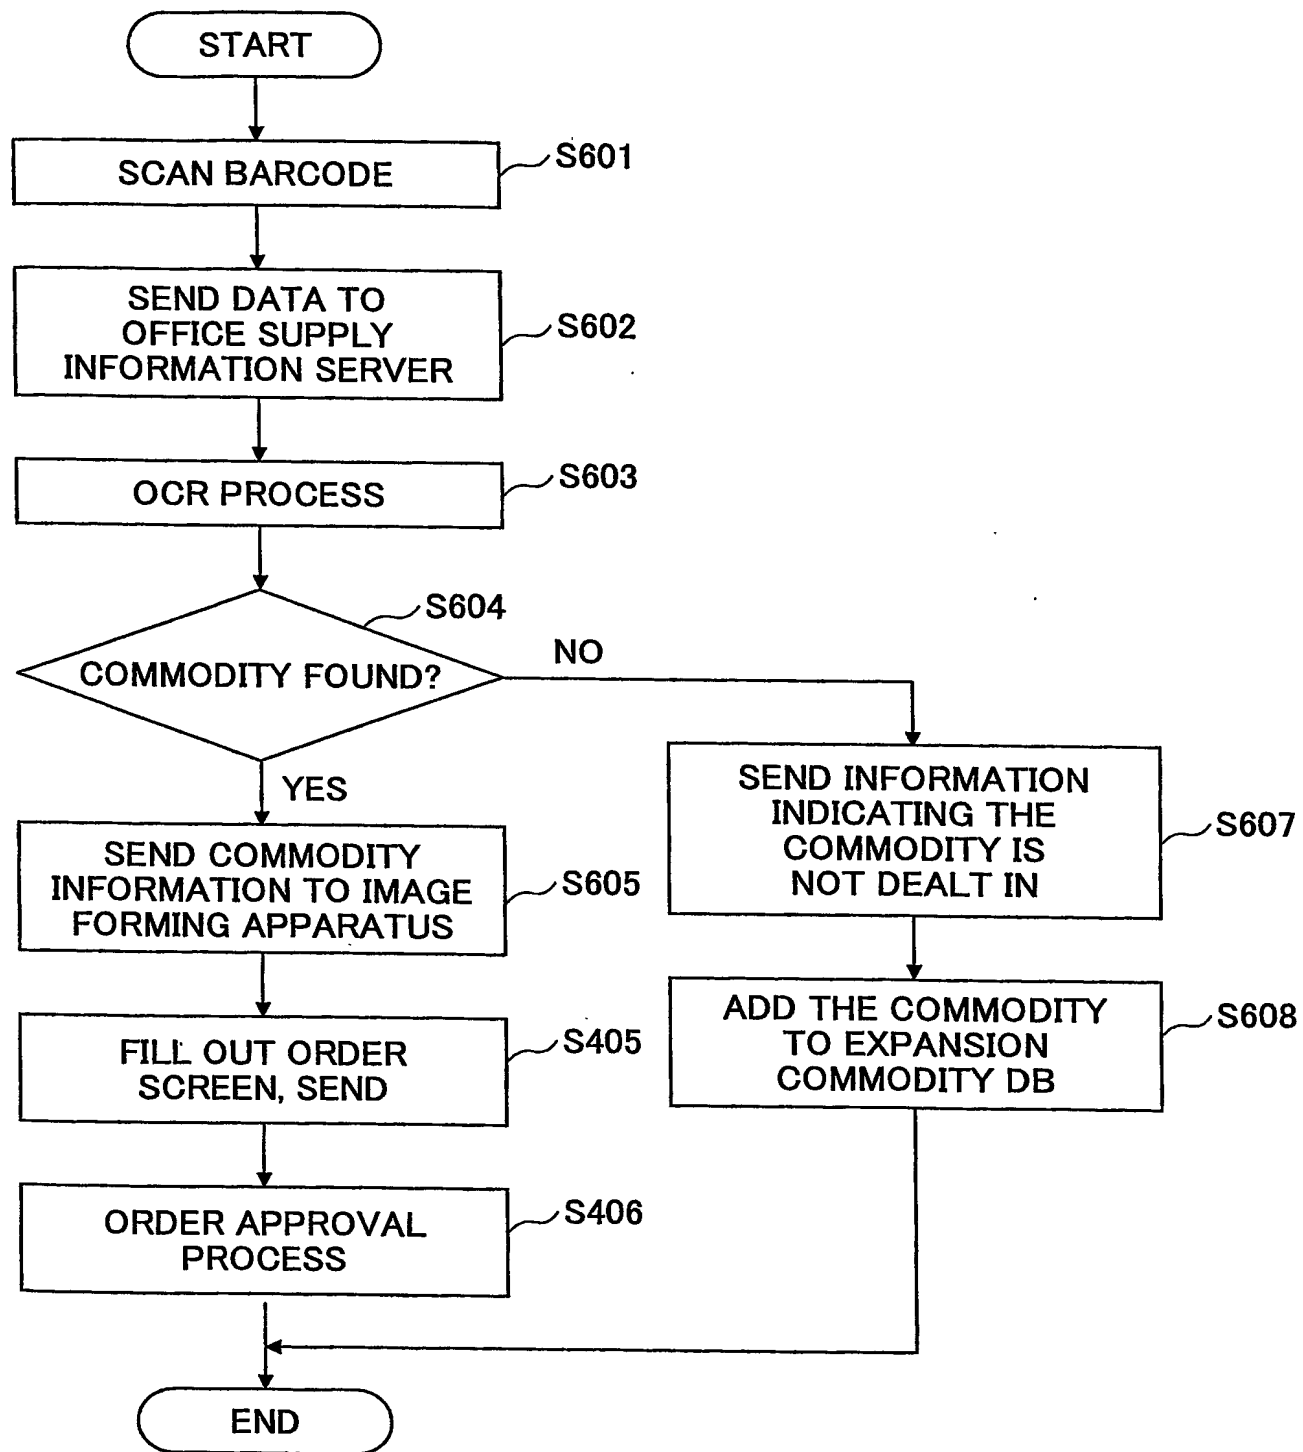 START
SCAN BARCODE
S601
SEND DATA TO
OFFICE SUPPLY
INFORMATION SERVER
S602
OCR PROCESS
S603
S604
COMMODITY FOUND?
NO
YES
SEND COMMODITY
INFORMATION TO IMAGE
FORMING APPARATUS
S605
SEND INFORMATION
INDICATING THE
COMMODITY IS
NOT DEALT IN
S607
FILL OUT ORDER
SCREEN, SEND
S405
ADD THE COMMODITY
TO EXPANSION
COMMODITY DB
S608
ORDER APPROVAL
PROCESS
S406
END